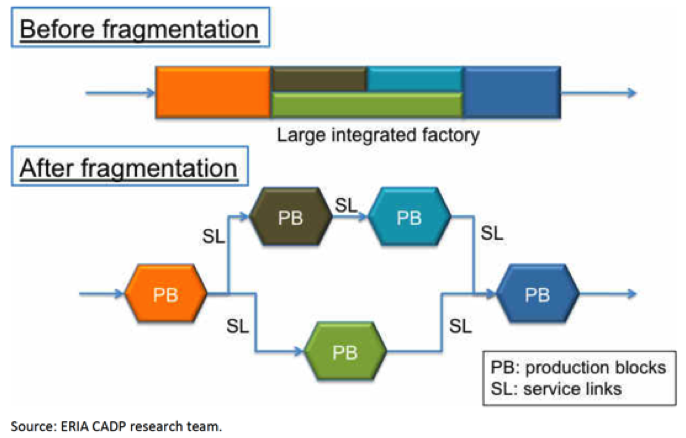 Before fragmentation
Large integrated factory
After fragmentation
PB
SL
PB
SL
SL
PB
PB
SL
PB
SL
PB: production blocks
SL: service links
Source: ERIA CADP research team.